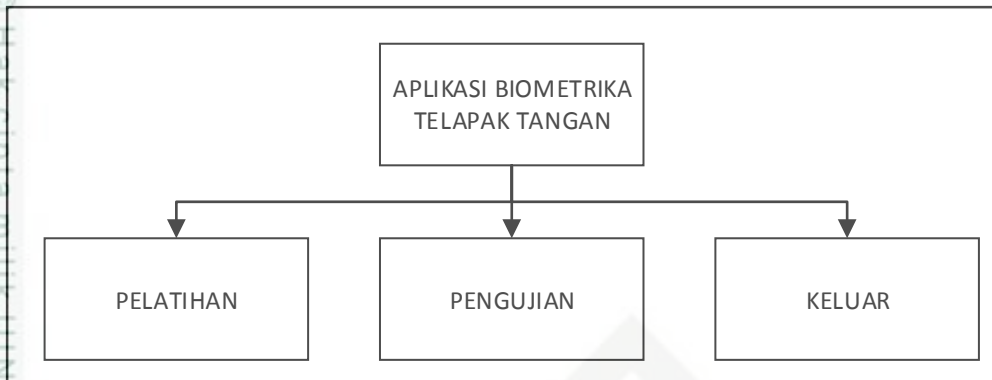 APLIKASI BIOMETRIKA
TELAPAK TANGAN
PELATIHAN
PENGUJIAN
KELUAR